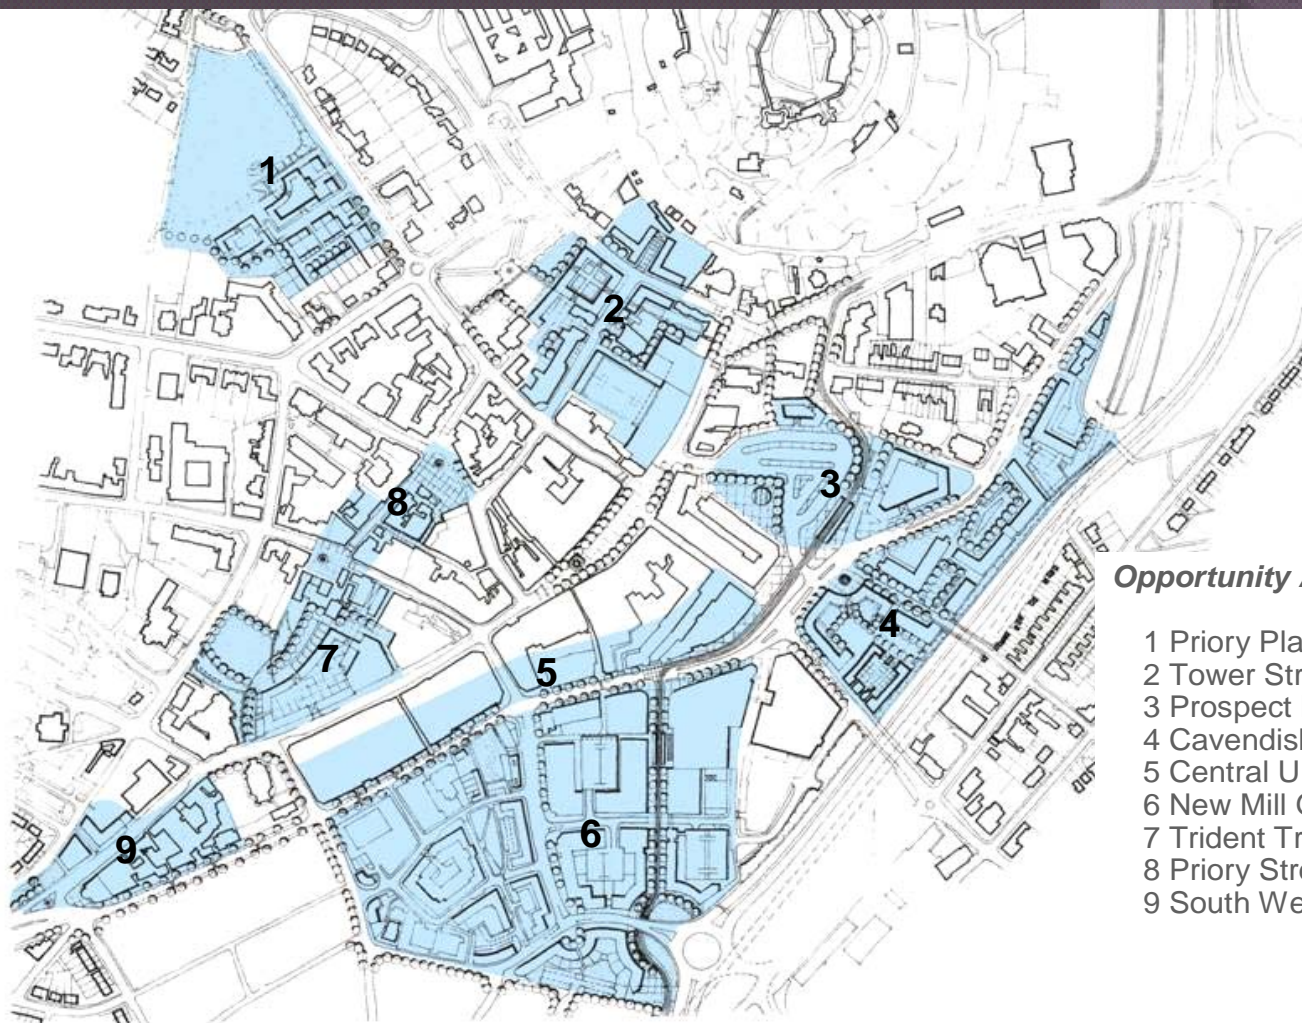 1
2
3
8
4
7
5
6
9
Opportunity
1 Priory Pla
2 Tower Str
3 Prospect
4 Cavendish
5 Central U
6 New Mill
7 Trident Tr
8 Priory Stre
9 South We